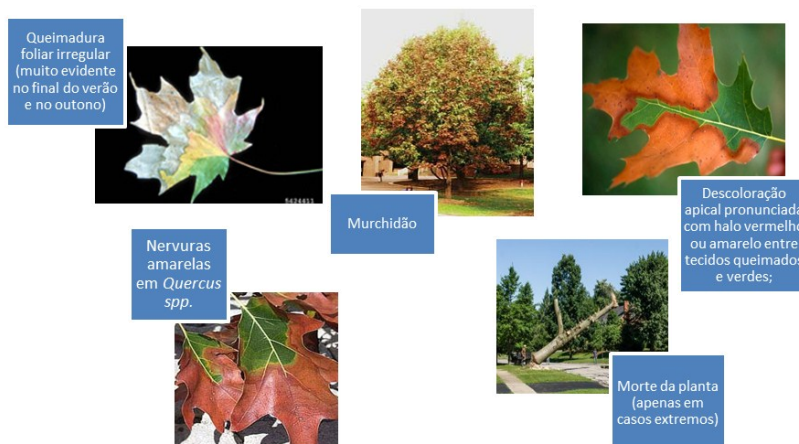 Queimadura
foliar irregular
(muito evidente
no final do verão
e no outono)
5424411
Murchidão
Descoloração
apical pronunciada
com halo vermelho
ou amarelo entre
tecidos queimados
e verdes;
Nervuras
amarelas
em Quercus
spp.
Morte da planta
(apenas em
casos extremos)